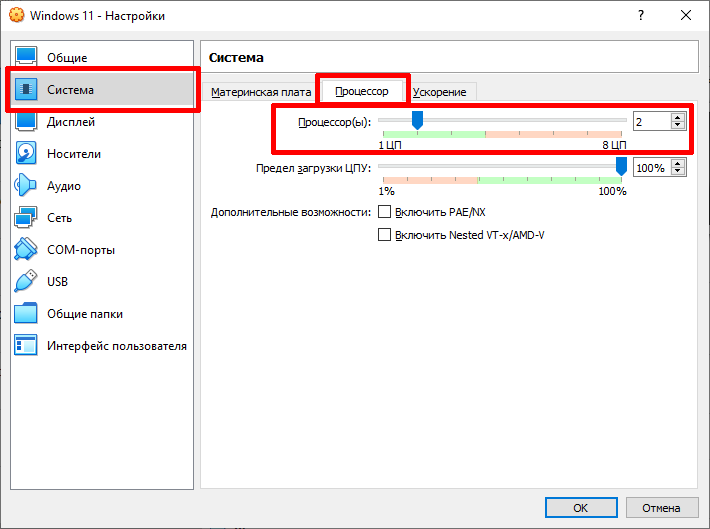 Windows 11 - Настройки
?
Общие
Система
Дисплей
Носители
Аудио
Сеть
COM-порты
USB
Общие папки
Интерфейс пользователя
Система
Материнская плата Процессор Ускорение
Процессор(ы): 2
1 ЦП 8 ЦП
Предел загрузки ЦПУ: 100%
1% 100%
Дополнительные возможности: Включить PAE/NX
Включить Nested VT-x/AMD-V
OK Отмена